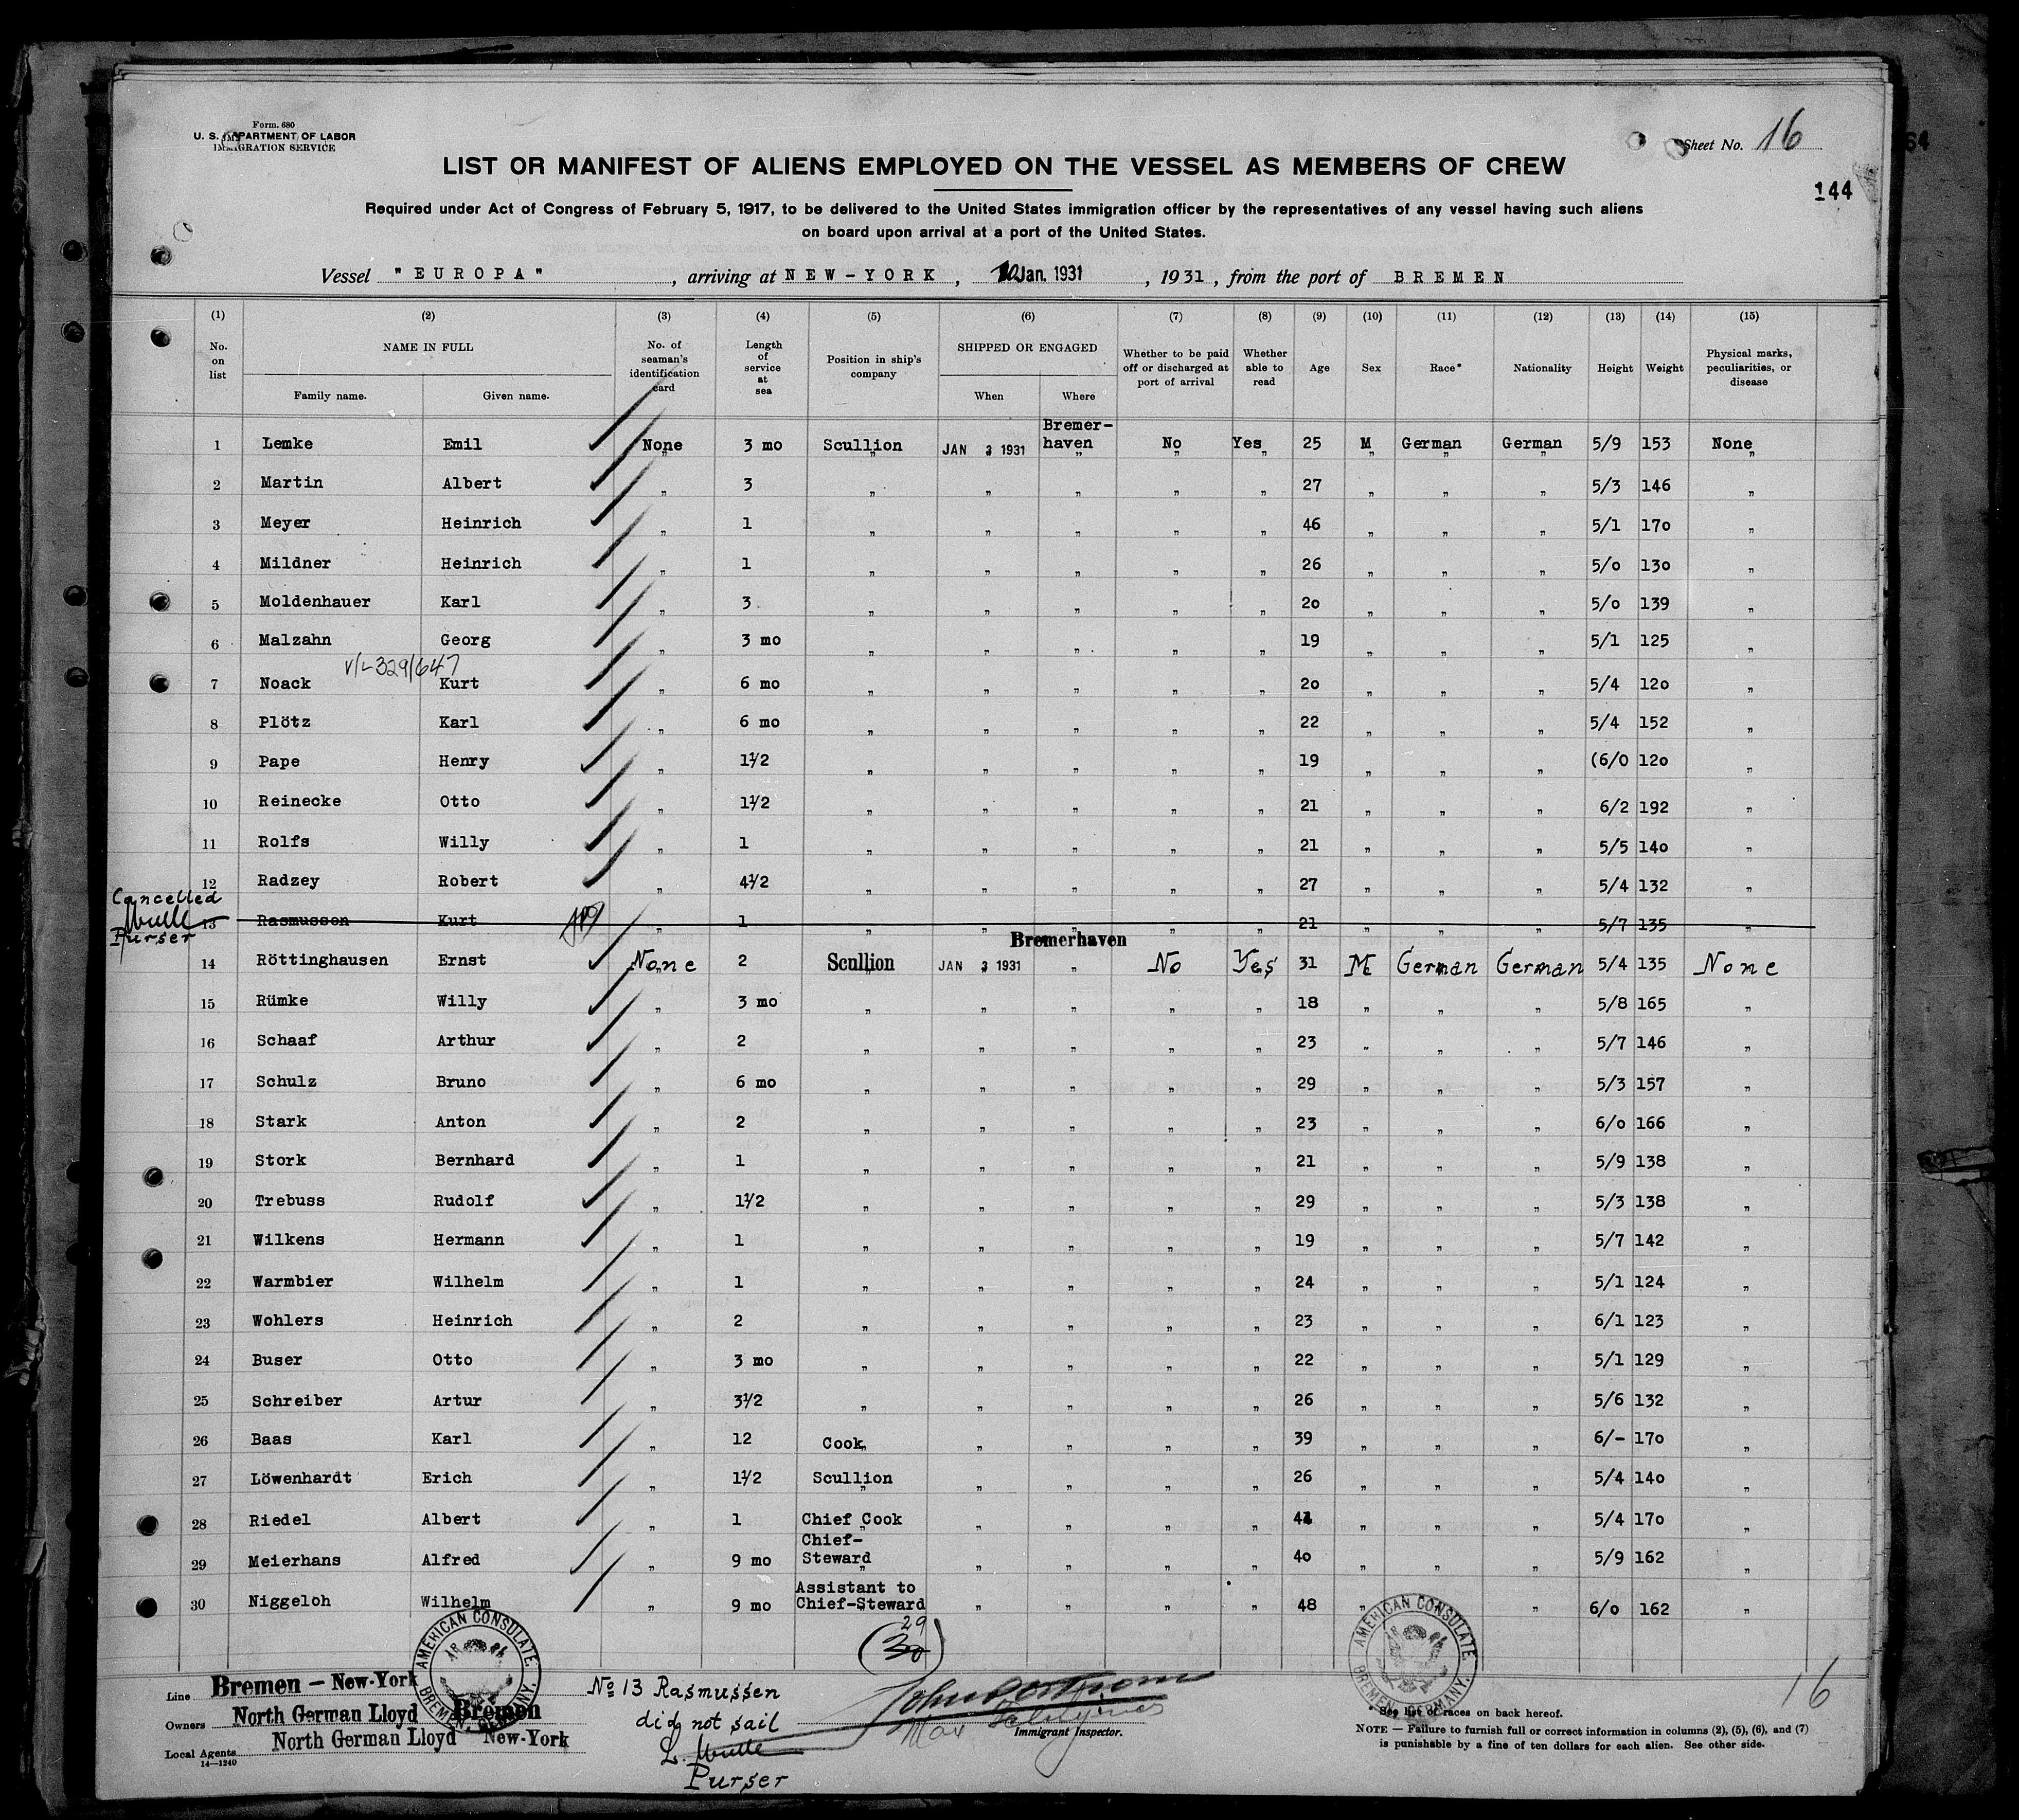 Form. 680
U. S. DEPARTMENT OF LABOR
IMMIGRATION SERVICE
Sheet No. 16
144
LIST OR MANIFEST OF ALIENS EMPLOYED ON THE VESSEL AS MEMBERS OF CREW
Required under Act of Congress of February 5, 1917, to be delivered to the United States immigration officer by the representatives of any vessel having such aliens
on board upon arrival at a port of the United States.
Vessel "EUROPA", arriving at NEW-YORK, Jan. 1931, 1931, from the port of BREMEN
(1) (2) (3) (4) (5) (6) (7) (8) (9) (10) (11) (12) (13) (14) (15)
No. on list NAME IN FULL Family name. Given name. No. of seaman's identification card Length of service at sea Position in ship's company SHIPPED OR ENGAGED When Where Whether to be paid off or discharged at port of arrival Whether able to read Age Sex Race* Nationality Height Weight Physical marks, peculiarities, or disease
1 Lemke Emil None 3 mo Scullion JAN 3 1931 Bremer-haven No Yes 25 M German German 5/9 153 None
2 Martin Albert „ 3 „ „ „ „ „ 27 „ „ „ 5/3 146 „
3 Meyer Heinrich „ 1 „ „ „ „ „ 46 „ „ „ 5/1 170 „
4 Mildner Heinrich „ 1 „ „ „ „ „ 26 „ „ „ 5/0 130 „
5 Moldenhauer Karl „ 3 „ „ „ „ „ 20 „ „ „ 5/0 139 „
6 Malzahn Georg „ 3 mo „ „ „ „ „ 19 „ „ „ 5/1 125 „
v/L-329/647
7 Noack Kurt „ 6 mo „ „ „ „ „ 20 „ „ „ 5/4 120 „
8 Plötz Karl „ 6 mo „ „ „ „ „ 22 „ „ „ 5/4 152 „
9 Pape Henry „ 1½ „ „ „ „ „ 19 „ „ „ (6/0 120 „
10 Reinecke Otto „ 1½ „ „ „ „ „ 21 „ „ „ 6/2 192 „
11 Rolfs Willy „ 1 „ „ „ „ „ 21 „ „ „ 5/5 140 „
12 Radzey Robert „ 4½ „ „ „ „ „ 27 „ „ „ 5/4 132 „
Cancelled
Purser
13 Rasmussen Kurt „ 1 „ „ „ „ „ 21 „ „ „ 5/7 135 „
14 Röttinghausen Ernst None 2 Scullion JAN 3 1931 Bremerhaven „ No Yes 31 M German German 5/4 135 None
15 Rümke Willy „ 3 mo „ „ „ „ „ 18 „ „ „ 5/8 165 „
16 Schaaf Arthur „ 2 „ „ „ „ „ 23 „ „ „ 5/7 146 „
17 Schulz Bruno „ 6 mo „ „ „ „ „ 29 „ „ „ 5/3 157 „
18 Stark Anton „ 2 „ „ „ „ „ 23 „ „ „ 6/0 166 „
19 Stork Bernhard „ 1 „ „ „ „ „ 21 „ „ „ 5/9 138 „
20 Trebuss Rudolf „ 1½ „ „ „ „ „ 29 „ „ „ 5/3 138 „
21 Wilkens Hermann „ 1 „ „ „ „ „ 19 „ „ „ 5/7 142 „
22 Warmbier Wilhelm „ 1 „ „ „ „ „ 24 „ „ „ 5/1 124 „
23 Wohlers Heinrich „ 2 „ „ „ „ „ 23 „ „ „ 6/1 123 „
24 Buser Otto „ 3 mo „ „ „ „ „ 22 „ „ „ 5/1 129 „
25 Schreiber Artur „ 3½ „ „ „ „ „ 26 „ „ „ 5/6 132 „
26 Baas Karl „ 12 Cook „ „ „ „ 39 „ „ „ 6/- 170 „
27 Löwenhardt Erich „ 1½ Scullion „ „ „ „ 26 „ „ „ 5/4 140 „
28 Riedel Albert „ 1 Chief Cook „ „ „ „ „ „ „ 5/4 170 „
29 Meierhans Alfred „ 9 mo Chief-Steward „ „ „ „ 40 „ „ „ 5/9 162 „
30 Niggeloh Wilhelm „ 9 mo Assistant to Chief-Steward „ „ „ „ 48 „ „ „ 6/0 162 „
29
(30)
AMERICAN CONSULATE. BREMEN, GERMANY.
AMERICAN CONSULATE. BREMEN, GERMANY.
Line Bremen – New-York
Owners North German Lloyd Bremen
Local Agents North German Lloyd New-York
14—1240
No 13 Rasmussen
did not sail
Purser
Immigrant Inspector.
16
* See list of races on back hereof.
NOTE — Failure to furnish full or correct information in columns (2), (5), (6), and (7)
is punishable by a fine of ten dollars for each alien. See other side.